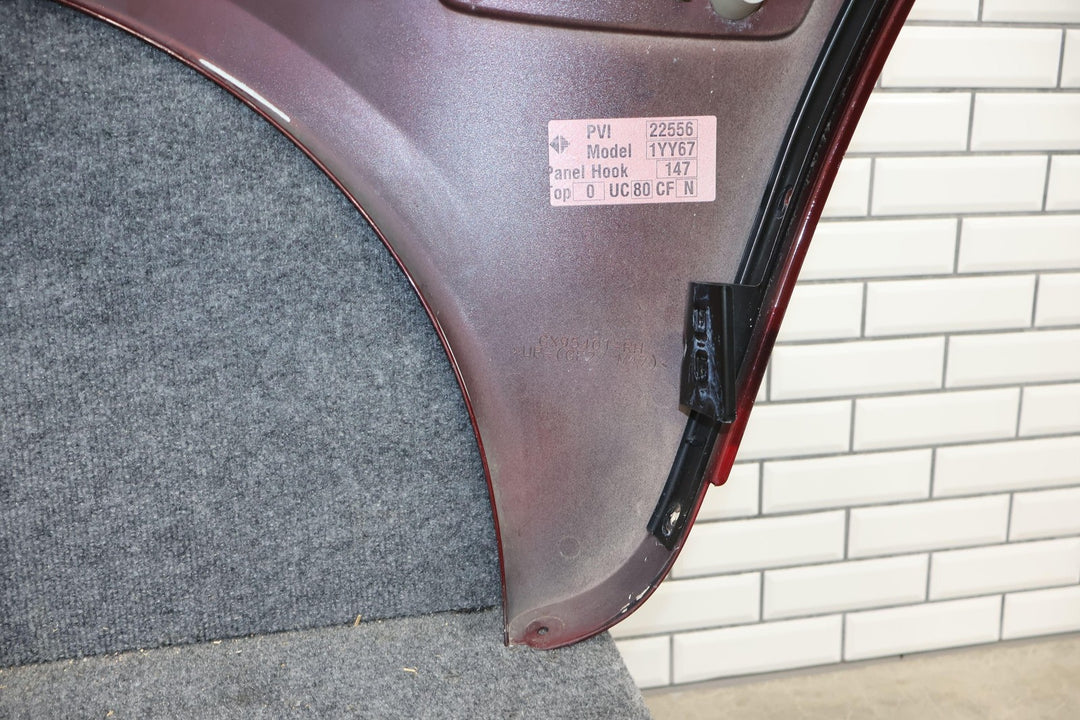 PVI 22556
Model 1YY67
Panel Hook 147
op 0 UC 80 CF N